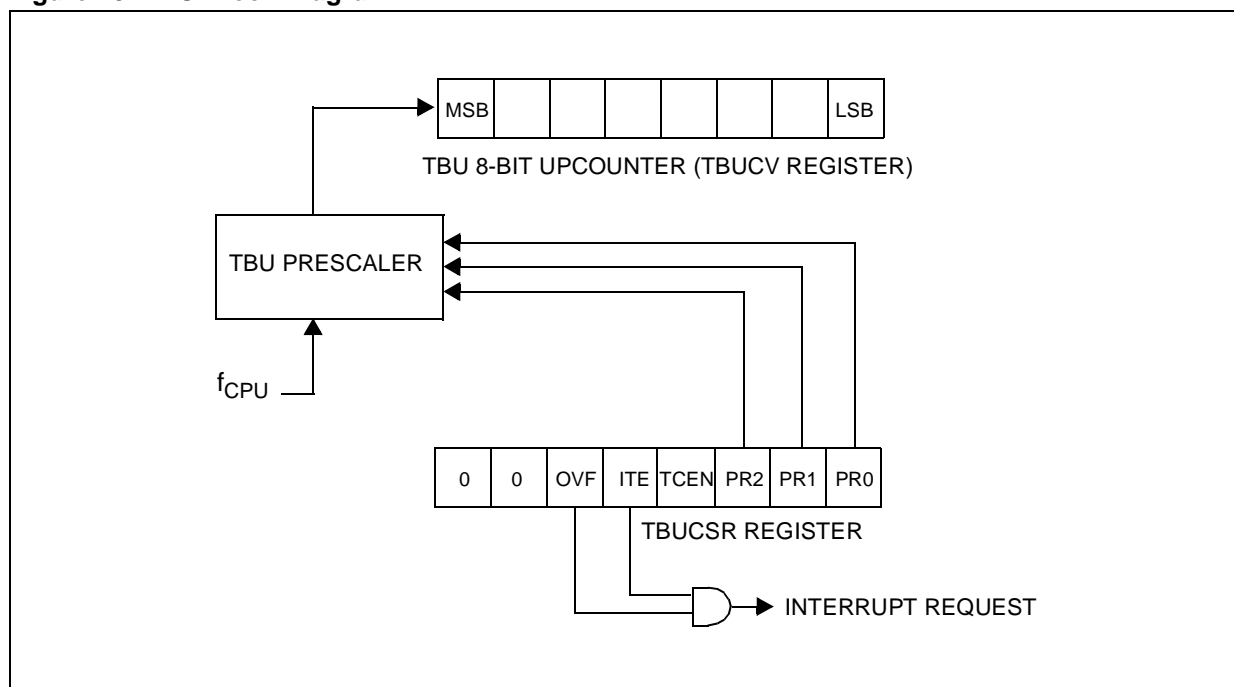 MSB LSB
TBU 8-BIT UPCOUNTER (TBUCV REGISTER)
TBU PRESCALER
fCPU
0 0 OVF ITE TCEN PR2 PR1 PR0
TBUCSR REGISTER
INTERRUPT REQUEST